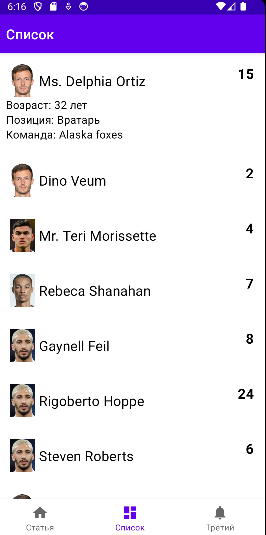 6:16
Список
Ms. Delphia Ortiz 15
Возраст: 32 лет
Позиция: Вратарь
Команда: Alaska foxes
Dino Veum 2
Mr. Teri Morissette 4
Rebeca Shanahan 7
Gaynell Feil 8
Rigoberto Hoppe 24
Steven Roberts 6
Статья Список Третий